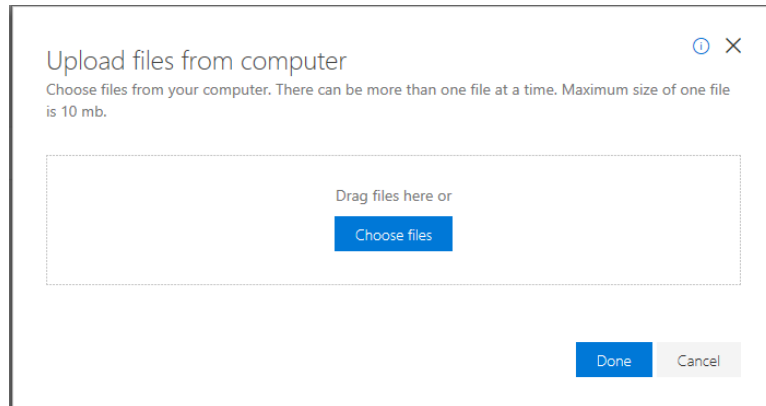 Upload files from computer
Choose files from your computer. There can be more than one file at a time. Maximum size of one file
is 10 mb.
Drag files here or
Choose files
Done
Cancel